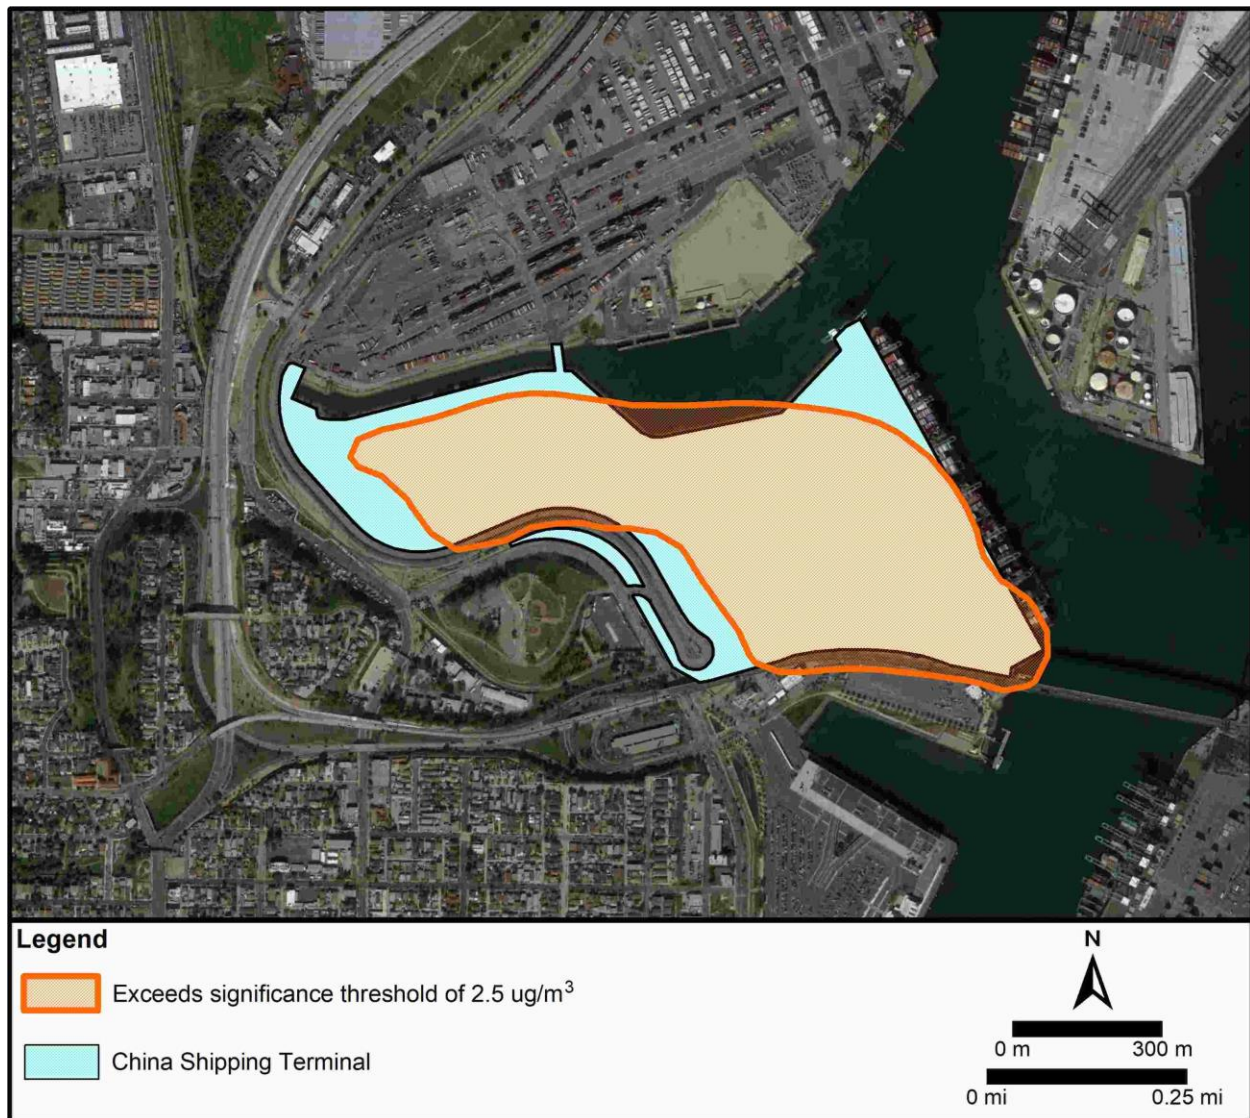 Legend
Exceeds significance threshold of 2.5 ug/m³
China Shipping Terminal
N
0 m 300 m
0 mi 0.25 mi